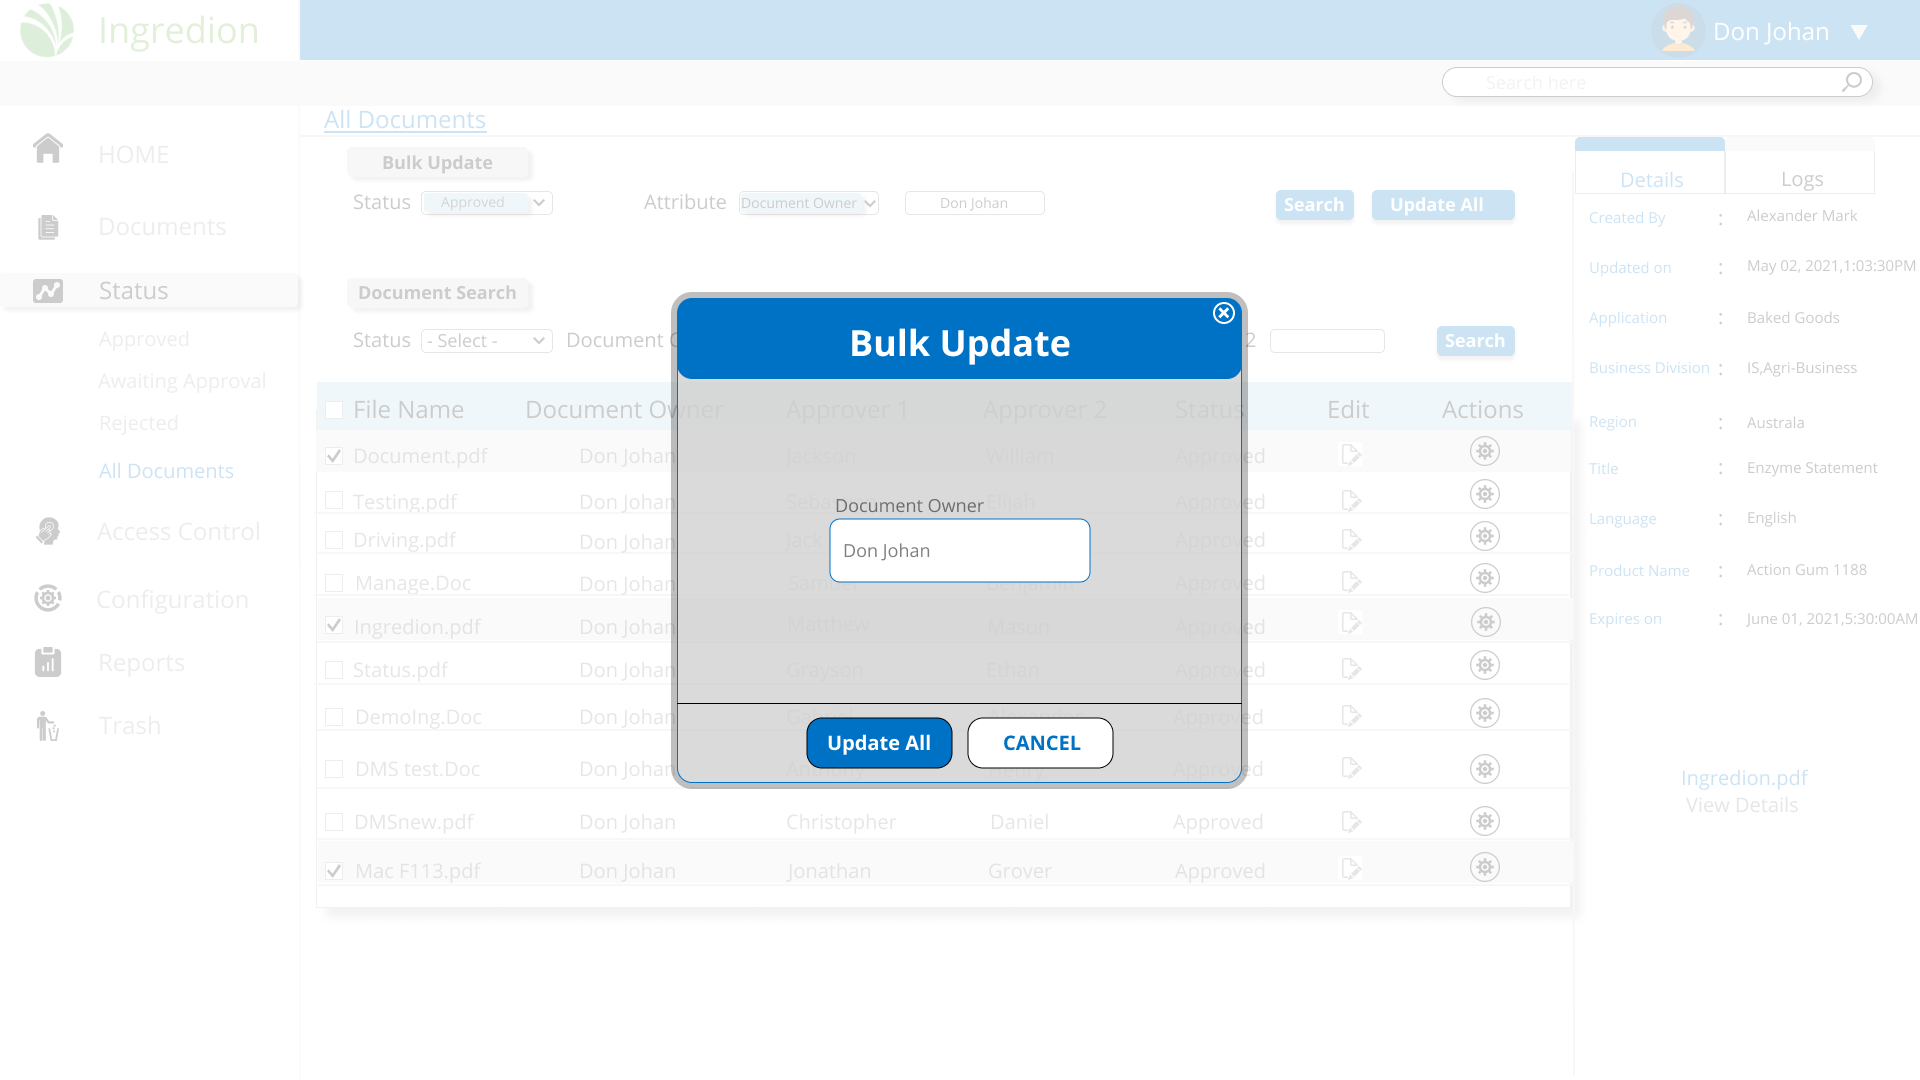 Ingredion
Don Johan
Search here
All Documents
HOME
Documents
Status
Approved
Awaiting Approval
Rejected
All Documents
Access Control
Configuration
Reports
Trash
Bulk Update
Status Approved Attribute Document Owner Don Johan Search Update All
Document Search
Status - Select - Document 2 Search
File Name Document Owner Approver 1 Approver 2 Status Edit Actions
Document.pdf Don Johan Jackson William Approved
Testing.pdf Don Johan Elijah Approved
Driving.pdf Don Johan Jack Approved
Manage.Doc Don Johan Samuel Benjamin Approved
Ingredion.pdf Don Johan Matthew Mason Approved
Status.pdf Don Johan Grayson Ethan Approved
DemoIng.Doc Don Johan Approved
DMS test.Doc Don Johan Anthony Henry Approved
DMSnew.pdf Don Johan Christopher Daniel Approved
Mac F113.pdf Don Johan Jonathan Grover Approved
Bulk Update
Document Owner
Don Johan
Update All CANCEL
Details Logs
Created By : Alexander Mark
Updated on : May 02, 2021,1:03:30PM
Application : Baked Goods
Business Division : IS,Agri-Business
Region : Australa
Title : Enzyme Statement
Language : English
Product Name : Action Gum 1188
Expires on : June 01, 2021,5:30:00AM
Ingredion.pdf
View Details